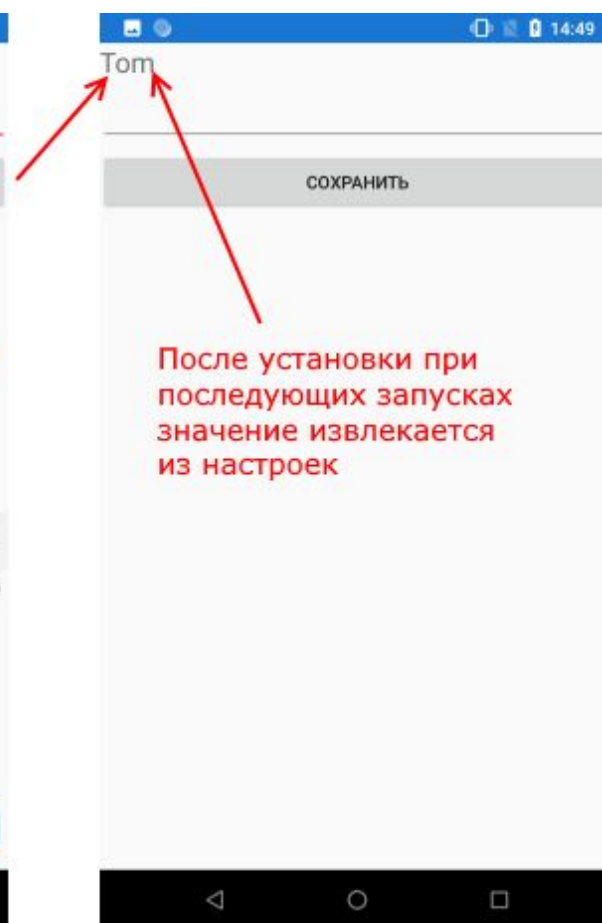 14:49
Tom
СОХРАНИТЬ
После установки при
последующих запусках
значение извлекается
из настроек